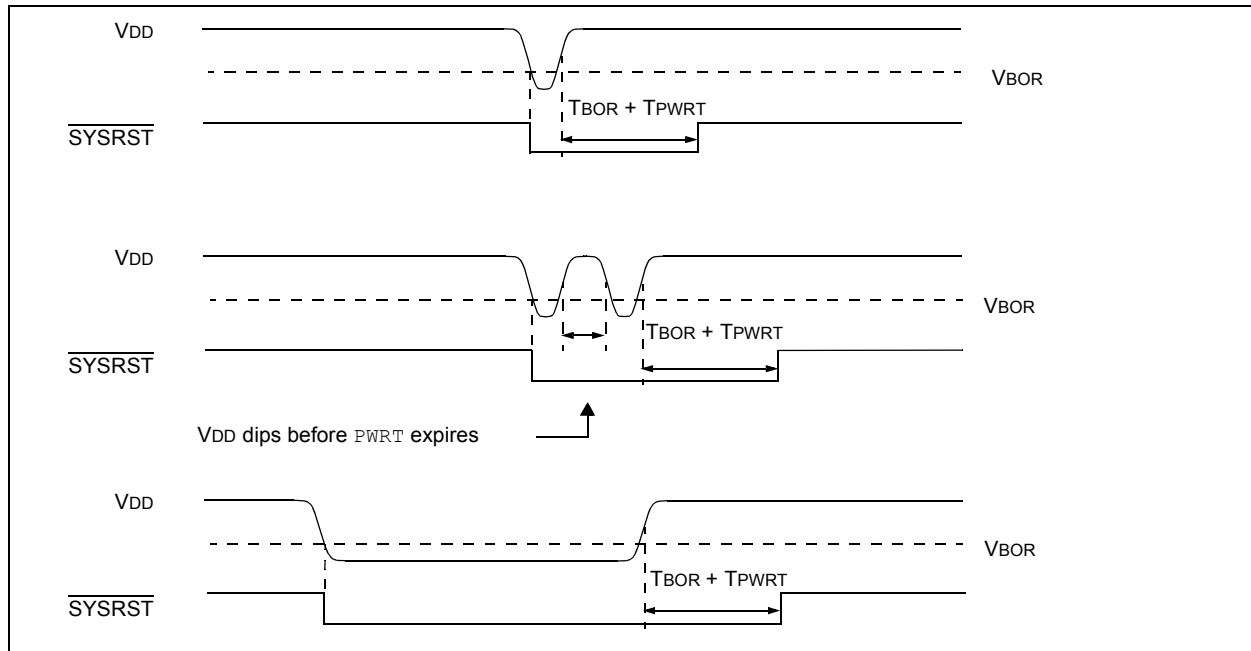 VDD
VBOR
TBOR + TPWRT
SYSRST
VDD
VBOR
TBOR + TPWRT
SYSRST
VDD dips before PWRT expires
VDD
VBOR
TBOR + TPWRT
SYSRST